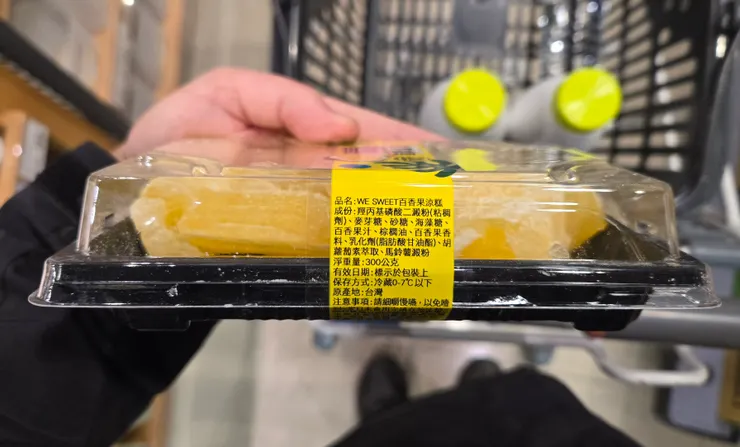 品名:WE SWEET百香果涼糕
成份:羥丙基磷酸二澱粉(粘稠
劑)、麥芽糖、砂糖、海藻糖、
百香果汁、棕櫚油、百香果香
料、乳化劑(脂肪酸甘油酯)、胡
蘿蔔素萃取、馬鈴薯澱粉
淨重量:300公克
有效日期:標示於包裝上
保存方式:冷藏0-7℃以下
原產地:台灣
注意事項:請細嚼慢嚥,以免噎